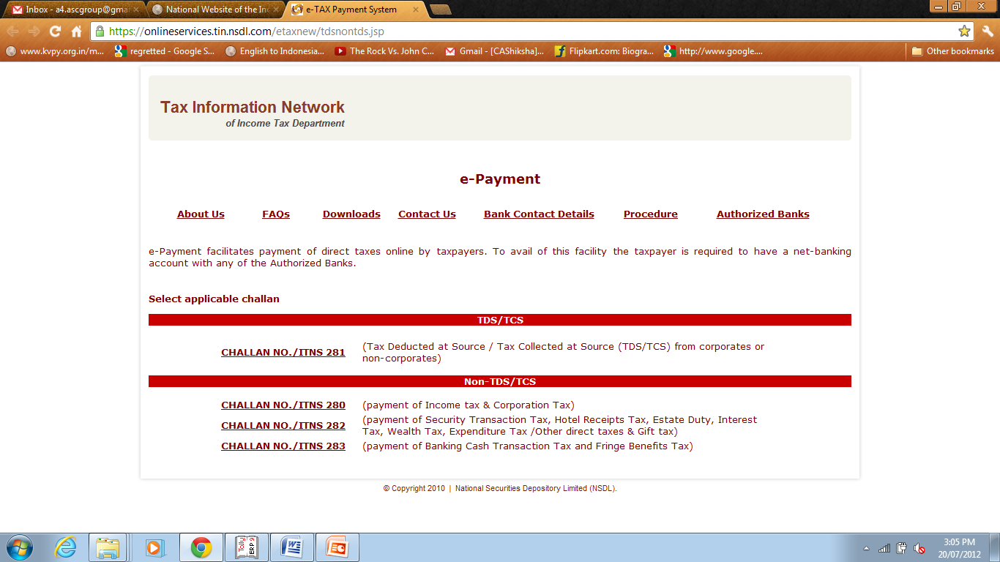 Inbox - a4.ascgroup@gma
National Website of the In
e-TAX Payment System
https://onlineservices.tin.nsdl.com/etaxnew/tdsnontds.jsp
www.kvpy.org.in/m... regretted - Google S... English to Indonesia... The Rock Vs. John C... Gmail - [CAShiksha]... Flipkart.com: Biogra... http://www.google.... Other bookmarks
Tax Information Network
of Income Tax Department
e-Payment
About Us FAQs Downloads Contact Us Bank Contact Details Procedure Authorized Banks
e-Payment facilitates payment of direct taxes online by taxpayers. To avail of this facility the taxpayer is required to have a net-banking
account with any of the Authorized Banks.
Select applicable challan
TDS/TCS
CHALLAN NO./ITNS 281 (Tax Deducted at Source / Tax Collected at Source (TDS/TCS) from corporates or
non-corporates)
Non-TDS/TCS
CHALLAN NO./ITNS 280 (payment of Income tax & Corporation Tax)
CHALLAN NO./ITNS 282 (payment of Security Transaction Tax, Hotel Receipts Tax, Estate Duty, Interest
Tax, Wealth Tax, Expenditure Tax /Other direct taxes & Gift tax)
CHALLAN NO./ITNS 283 (payment of Banking Cash Transaction Tax and Fringe Benefits Tax)
© Copyright 2010 | National Securities Depository Limited (NSDL).
Tally
ERP 9
3:05 PM
20/07/2012